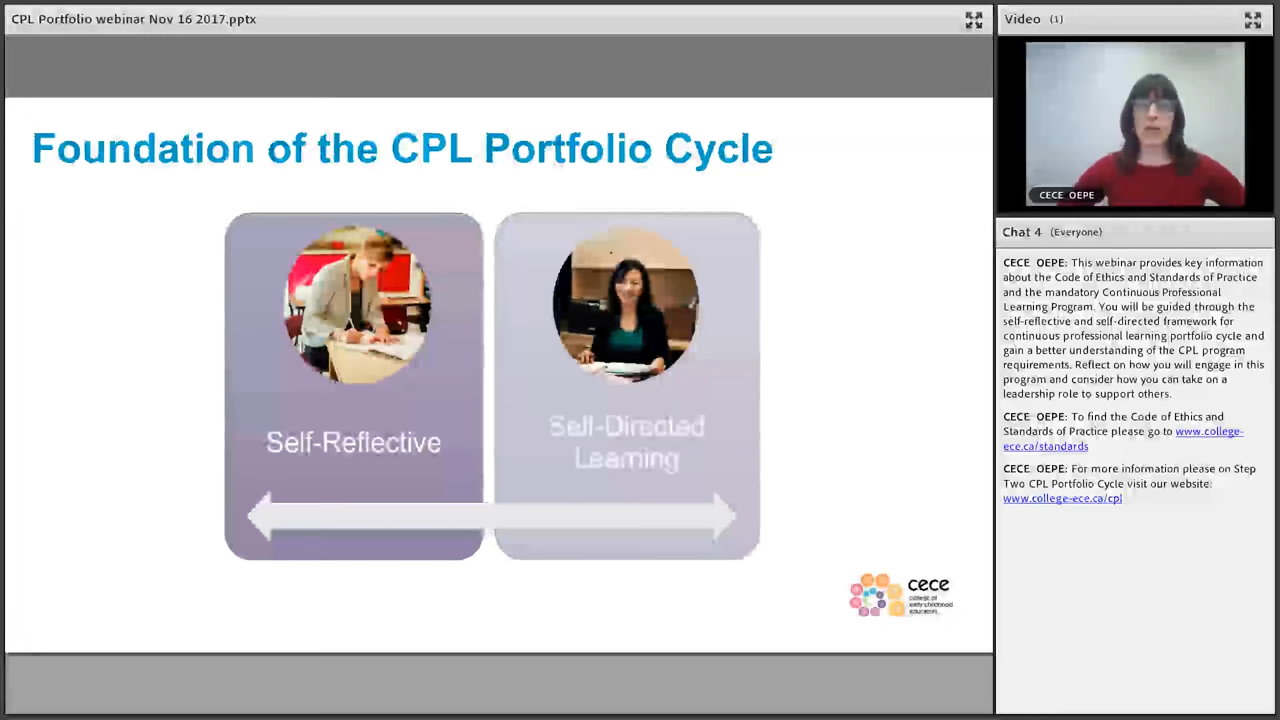 CPL Portfolio webinar Nov 16 2017.pptx
Foundation of the CPL Portfolio Cycle
Self-Reflective
Self-Directed
Learning
cece
college of
early childhood
educators
Video (1)
CECE OEPE
Chat 4 (Everyone)
CECE OEPE: This webinar provides key information
about the Code of Ethics and Standards of Practice
and the mandatory Continuous Professional
Learning Program. You will be guided through the
self-reflective and self-directed framework for
continuous professional learning portfolio cycle and
gain a better understanding of the CPL program
requirements. Reflect on how you will engage in this
program and consider how you can take on a
leadership role to support others.
CECE OEPE: To find the Code of Ethics and
Standards of Practice please go to www.college-
ece.ca/standards
CECE OEPE: For more information please on Step
Two CPL Portfolio Cycle visit our website:
www.college-ece.ca/cpl